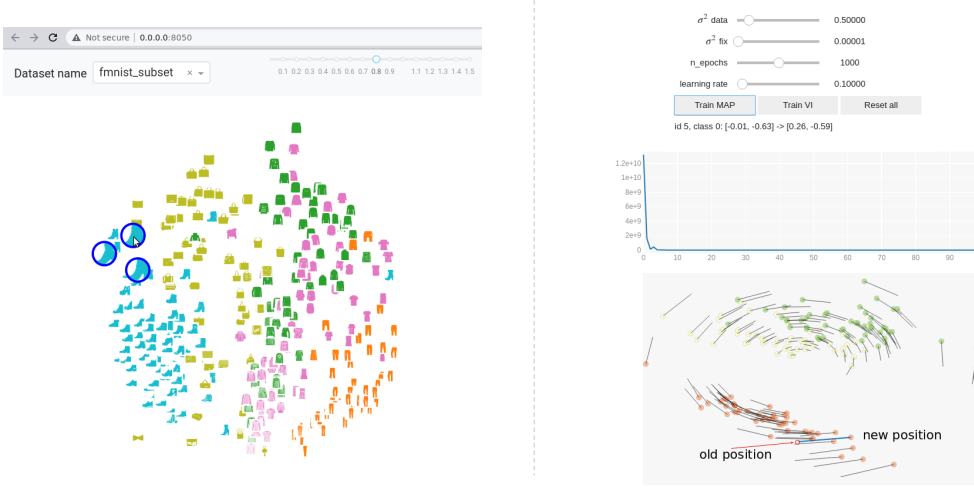 Not secure | 0.0.0.0:8050
Dataset name fmnist_subset
0.1 0.2 0.3 0.4 0.5 0.6 0.7 0.8 0.9 1.1 1.2 1.3 1.4 1.5
σ² data 0.50000
σ² fix 0.00001
n_epochs 1000
learning rate 0.10000
Train MAP Train VI Reset all
id 5, class 0: [-0.01, -0.63] -> [0.26, -0.59]
1.2e+10
1e+10
8e+9
6e+9
4e+9
2e+9
0
0 10 20 30 40 50 60 70 80 90
new position
old position